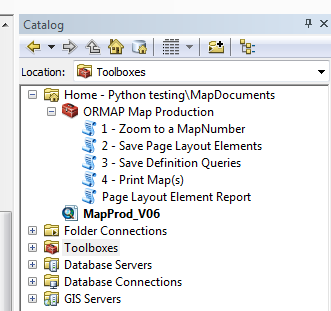 Catalog
Location: Toolboxes
Home - Python testing\MapDocuments
ORMAP Map Production
1 - Zoom to a MapNumber
2 - Save Page Layout Elements
3 - Save Definition Queries
4 - Print Map(s)
Page Layout Element Report
MapProd_V06
Folder Connections
Toolboxes
Database Servers
Database Connections
GIS Servers